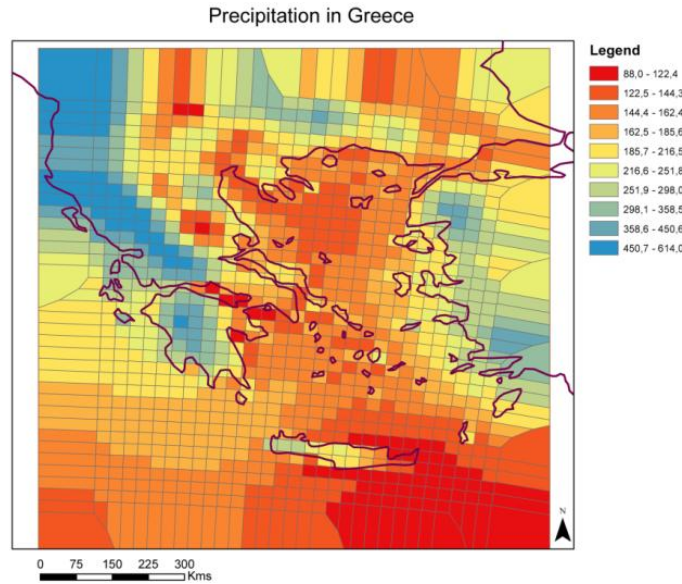 Precipitation in Greece
Legend
88,0 - 122,4
122,5 - 144,3
144,4 - 162,4
162,5 - 185,6
185,7 - 216,5
216,6 - 251,8
251,9 - 298,0
298,1 - 358,5
358,6 - 450,6
450,7 - 614,0
N
0 75 150 225 300
Kms